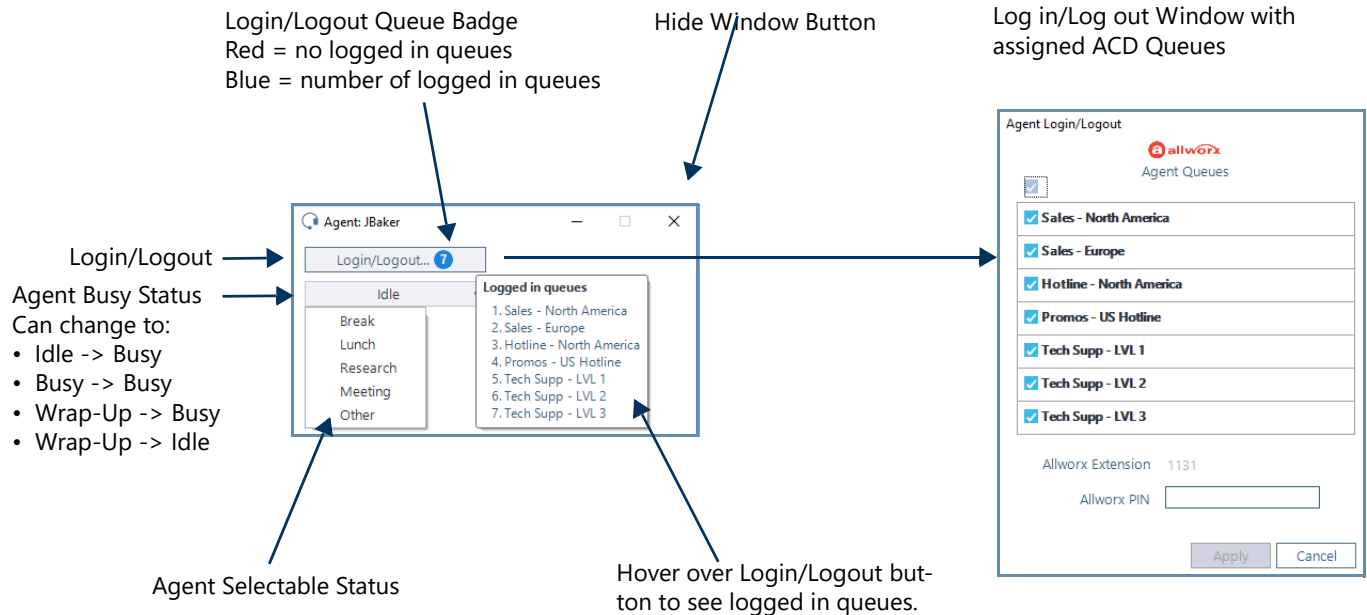 Login/Logout Queue Badge
Red = no logged in queues
Blue = number of logged in queues
Hide Window Button
Log in/Log out Window with
assigned ACD Queues
Login/Logout
Agent Busy Status
Can change to:
• Idle -> Busy
• Busy -> Busy
• Wrap-Up -> Busy
• Wrap-Up -> Idle
Agent: JBaker
Login/Logout... 7
Idle
Break
Lunch
Research
Meeting
Other
Logged in queues
1. Sales - North America
2. Sales - Europe
3. Hotline - North America
4. Promos - US Hotline
5. Tech Supp - LVL 1
6. Tech Supp - LVL 2
7. Tech Supp - LVL 3
Agent Selectable Status
Hover over Login/Logout but-
ton to see logged in queues.
Agent Login/Logout
a allworx
Agent Queues
Sales - North America
Sales - Europe
Hotline - North America
Promos - US Hotline
Tech Supp - LVL 1
Tech Supp - LVL 2
Tech Supp - LVL 3
Allworx Extension 1131
Allworx PIN
Apply Cancel